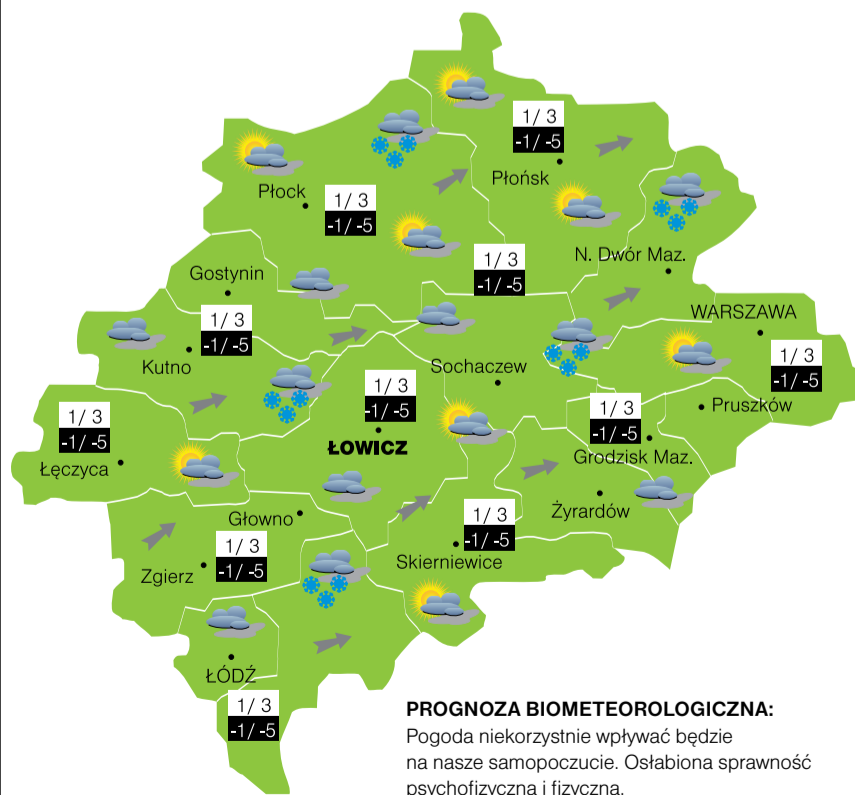 1/ 3
-1/ -5
Płońsk
Płock
1/ 3
-1/ -5
N. Dwór Maz.
1/ 3
-1/ -5
Gostynin
1/ 3
-1/ -5
Kutno
WARSZAWA
1/ 3
-1/ -5
Sochaczew
1/ 3
-1/ -5
ŁOWICZ
Pruszków
1/ 3
-1/ -5
Grodzisk Maz.
1/ 3
-1/ -5
Łęczyca
Żyrardów
Głowno
1/ 3
-1/ -5
Skierniewice
1/ 3
-1/ -5
Zgierz
ŁÓDŹ
1/ 3
-1/ -5
PROGNOZA BIOMETEOROLOGICZNA:
Pogoda niekorzystnie wpływać będzie
na nasze samopoczucie. Osłabiona sprawność
psychofizyczna i fizyczna.